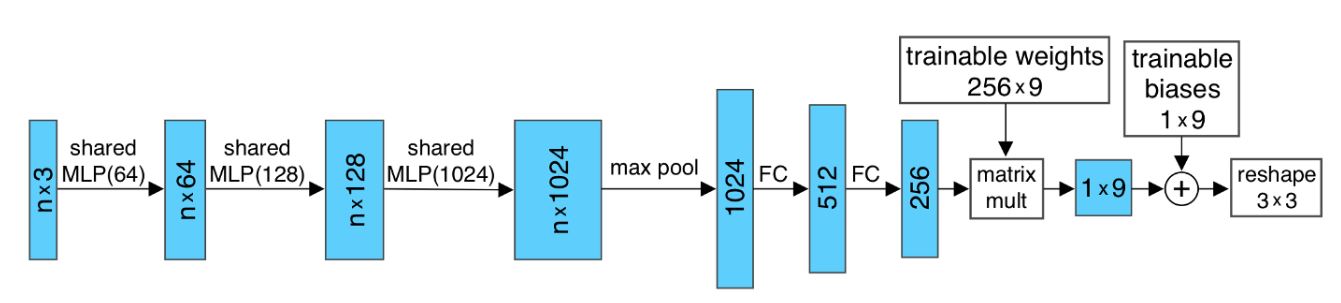 n×3
shared
MLP(64)
n×64
shared
MLP(128)
n×128
shared
MLP(1024)
n×1024
max pool
1024
FC
512
FC
256
trainable weights
256×9
matrix
mult
1×9
trainable
biases
1×9
+
reshape
3×3